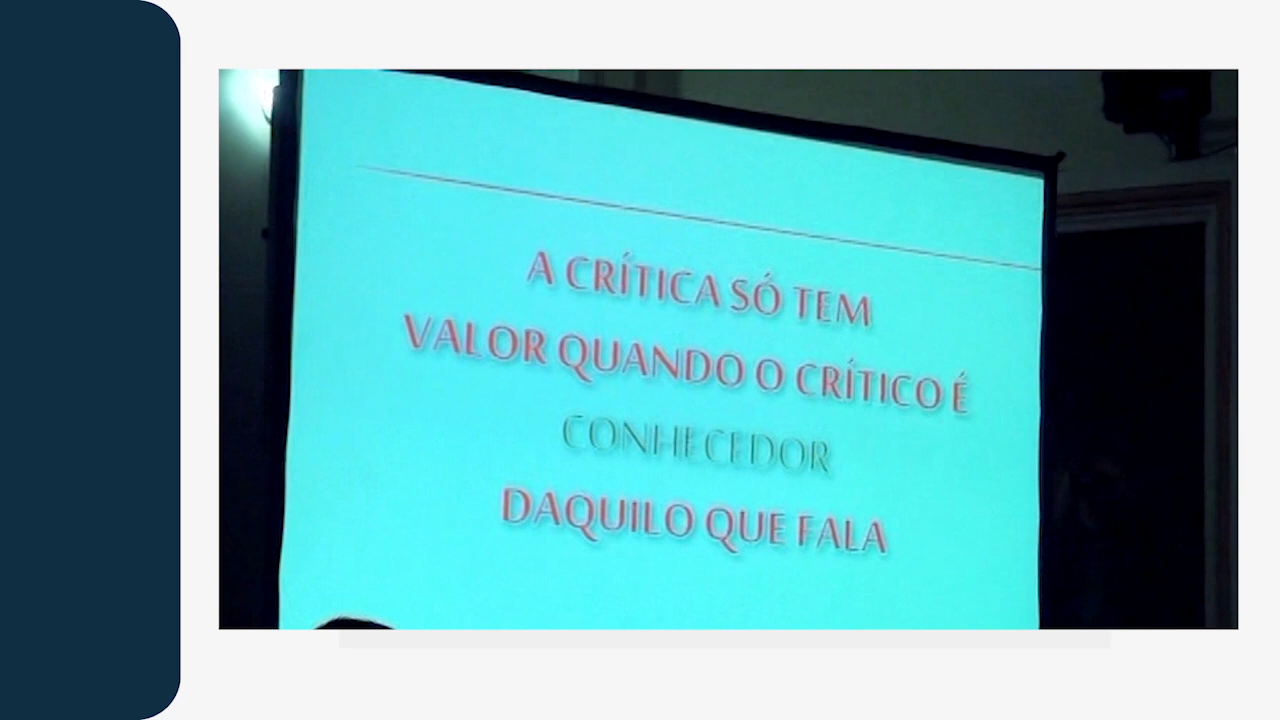 A CRÍTICA SÓ TEM
VALOR QUANDO O CRÍTICO É
CONHECEDOR
DAQUILO QUE FALA